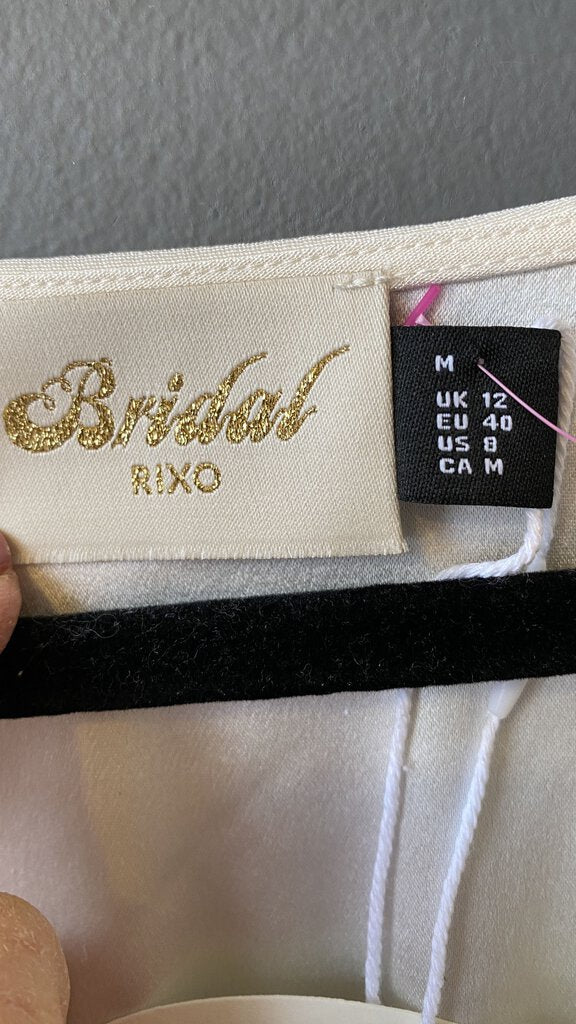 Bridal
RIXO
M
UK 12
EU 40
US 8
CA M